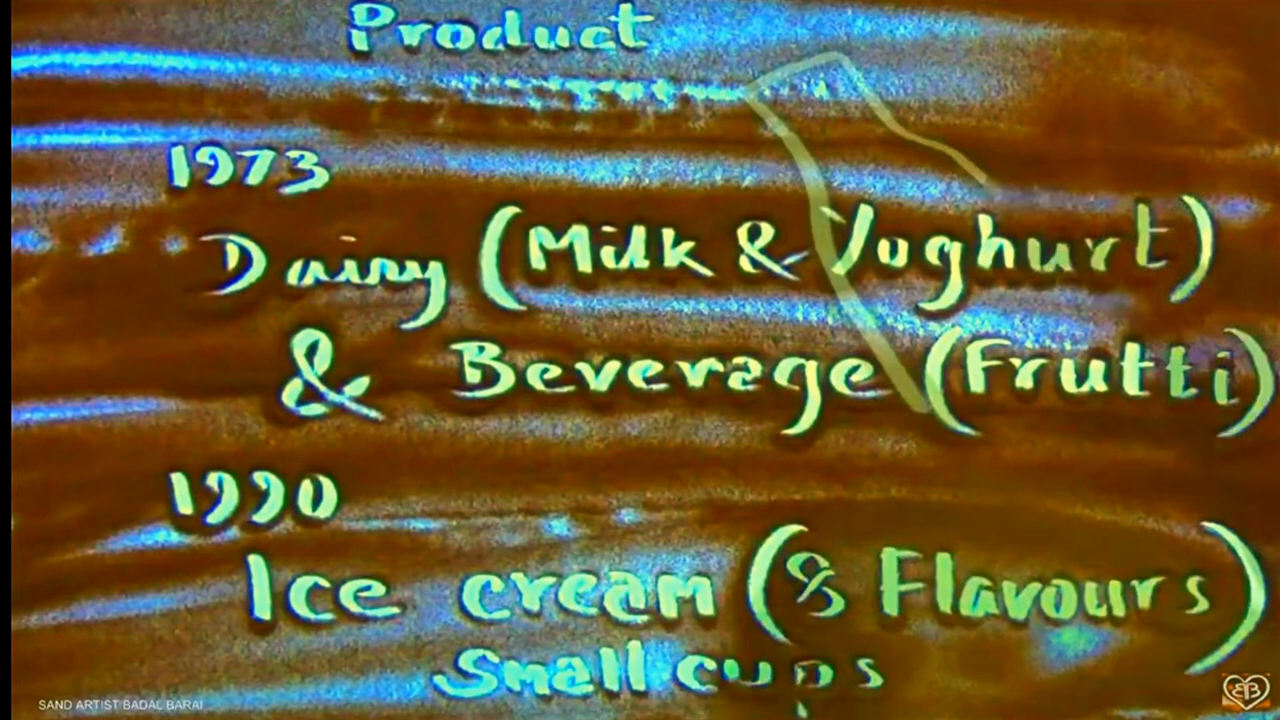 Product
1973
Dairy (Milk & Yoghurt)
& Beverage (Frutti)
1990
Ice cream (8 Flavours)
Small cups
SAND ARTIST BADAL BARAI